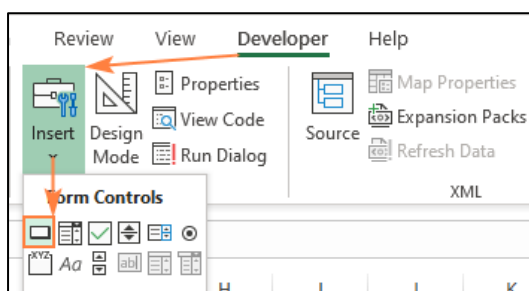 Review View Developer Help
Insert
Design Mode
Properties
View Code
Run Dialog
Source
Map Properties
Expansion Packs
Refresh Data
XML
Form Controls
XYZ Aa ab|
H I J K